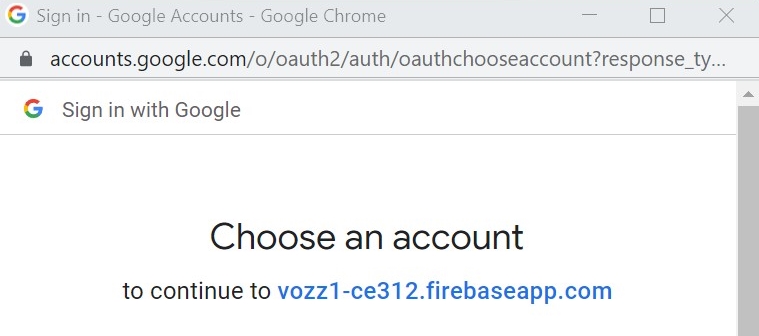 Sign in - Google Accounts - Google Chrome
accounts.google.com/o/oauth2/auth/oauthchooseaccount?response_ty...
Sign in with Google
Choose an account
to continue to vozz1-ce312.firebaseapp.com